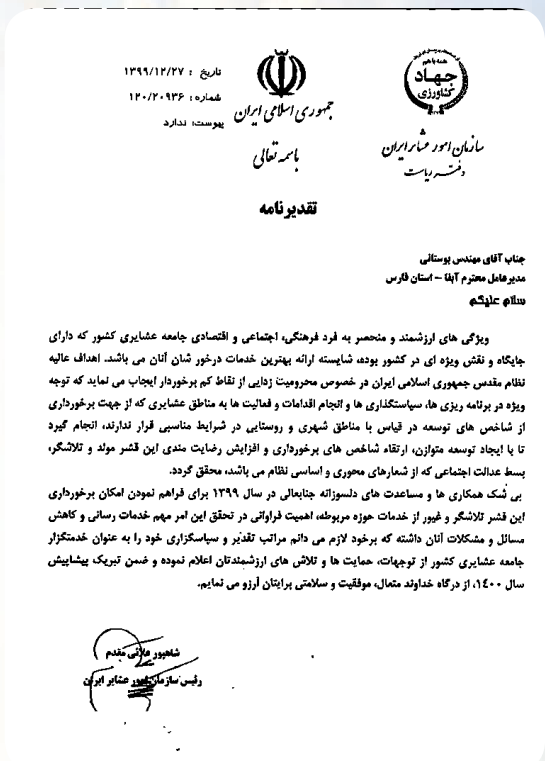 همه با هم
جهاد
کشاورزی
سازمان امور عشایر ایران
دفتر ریاست
جمهوری اسلامی ایران
باسمه تعالی
تاریخ : ۱۳۹۹/۱۲/۲۷
شماره : ۱۲۰/۲۰۹۳۶
پیوست: ندارد
تقدیرنامه
جناب آقای مهندس بوستانی
مدیرعامل محترم آبفا – استان فارس
سلام علیکم
ویژگی های ارزشمند و منحصر به فرد فرهنگی، اجتماعی و اقتصادی جامعه عشایری کشور که دارای
جایگاه و نقش ویژه ای در کشور بوده، شایسته ارائه بهترین خدمات درخور شان آنان می باشد. اهداف عالیه
نظام مقدس جمهوری اسلامی ایران در خصوص محرومیت زدایی از نقاط کم برخوردار ایجاب می نماید که توجه
ویژه در برنامه ریزی ها، سیاستگذاری ها و انجام اقدامات و فعالیت ها به مناطق عشایری که از جهت برخورداری
از شاخص های توسعه در قیاس با مناطق شهری و روستایی در شرایط مناسبی قرار ندارند، انجام گیرد
تا با ایجاد توسعه متوازن، ارتقاء شاخص های برخورداری و افزایش رضایت مندی این قشر مولد و تلاشگر،
بسط عدالت اجتماعی که از شعارهای محوری و اساسی نظام می باشد، محقق گردد.
بی شک همکاری ها و مساعدت های دلسوزانه جنابعالی در سال ۱۳۹۹ برای فراهم نمودن امکان برخورداری
این قشر تلاشگر و غیور از خدمات حوزه مربوطه، اهمیت فراوانی در تحقق این امر مهم خدمات رسانی و کاهش
مسائل و مشکلات آنان داشته که برخود لازم می دانم مراتب تقدیر و سپاسگزاری خود را به عنوان خدمتگزار
جامعه عشایری کشور از توجهات، حمایت ها و تلاش های ارزشمندتان اعلام نموده و ضمن تبریک پیشاپیش
سال ۱۴۰۰، از درگاه خداوند متعال، موفقیت و سلامتی برایتان آرزو می نمایم.
شاهپور علائی مقدم
رئیس سازمان امور عشایر ایران